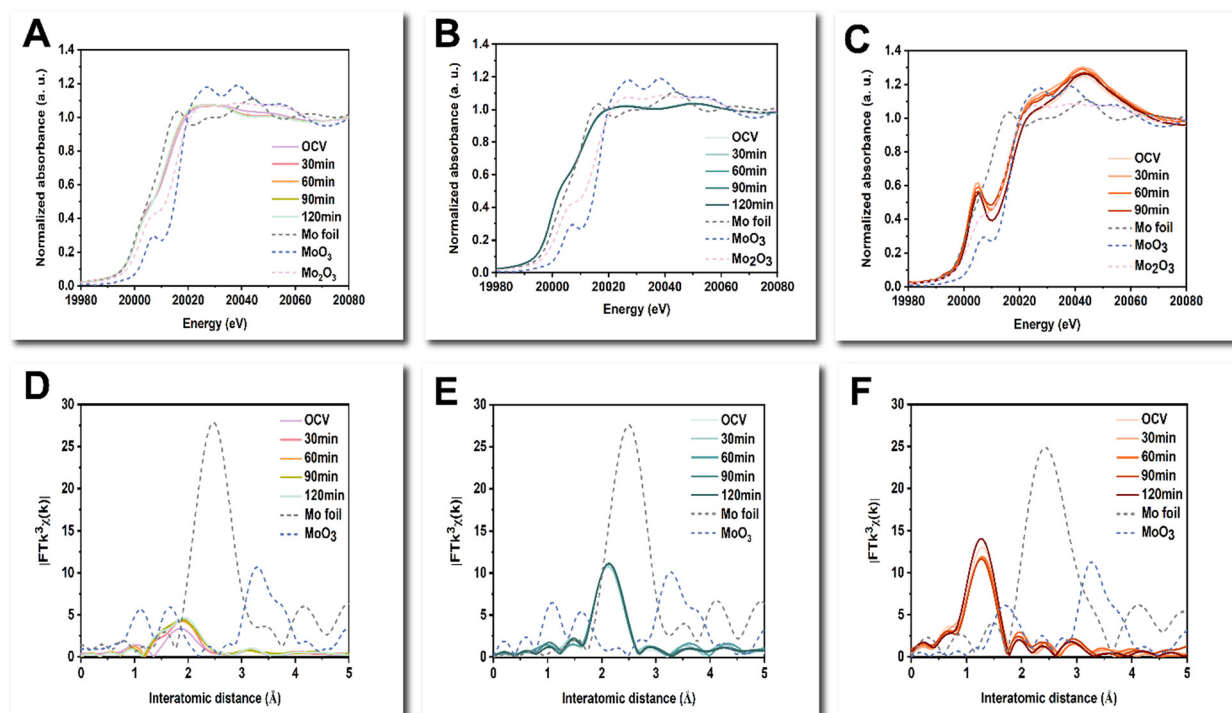 A
Normalized absorbance (a. u.)
1.4
1.2
1.0
0.8
0.6
0.4
0.2
0.0
OCV
30min
60min
90min
120min
Mo foil
MoO₃
Mo₂O₃
19980 20000 20020 20040 20060 20080
Energy (eV)
B
Normalized absorbance (a. u.)
1.4
1.2
1.0
0.8
0.6
0.4
0.2
0.0
OCV
30min
60min
90min
120min
Mo foil
MoO₃
Mo₂O₃
19980 20000 20020 20040 20060 20080
Energy (eV)
C
Normalized absorbance (a. u.)
1.4
1.2
1.0
0.8
0.6
0.4
0.2
0.0
OCV
30min
60min
90min
Mo foil
MoO₃
Mo₂O₃
19980 20000 20020 20040 20060 20080
Energy (eV)
D
|FTk³χ(k)|
30
25
20
15
10
5
0
OCV
30min
60min
90min
120min
Mo foil
MoO₃
0 1 2 3 4 5
Interatomic distance (Å)
E
|FTk³χ(k)|
30
25
20
15
10
5
0
OCV
30min
60min
90min
120min
Mo foil
MoO₃
0 1 2 3 4 5
Interatomic distance (Å)
F
|FTk³χ(k)|
30
25
20
15
10
5
0
OCV
30min
60min
90min
120min
Mo foil
MoO₃
0 1 2 3 4 5
Interatomic distance (Å)